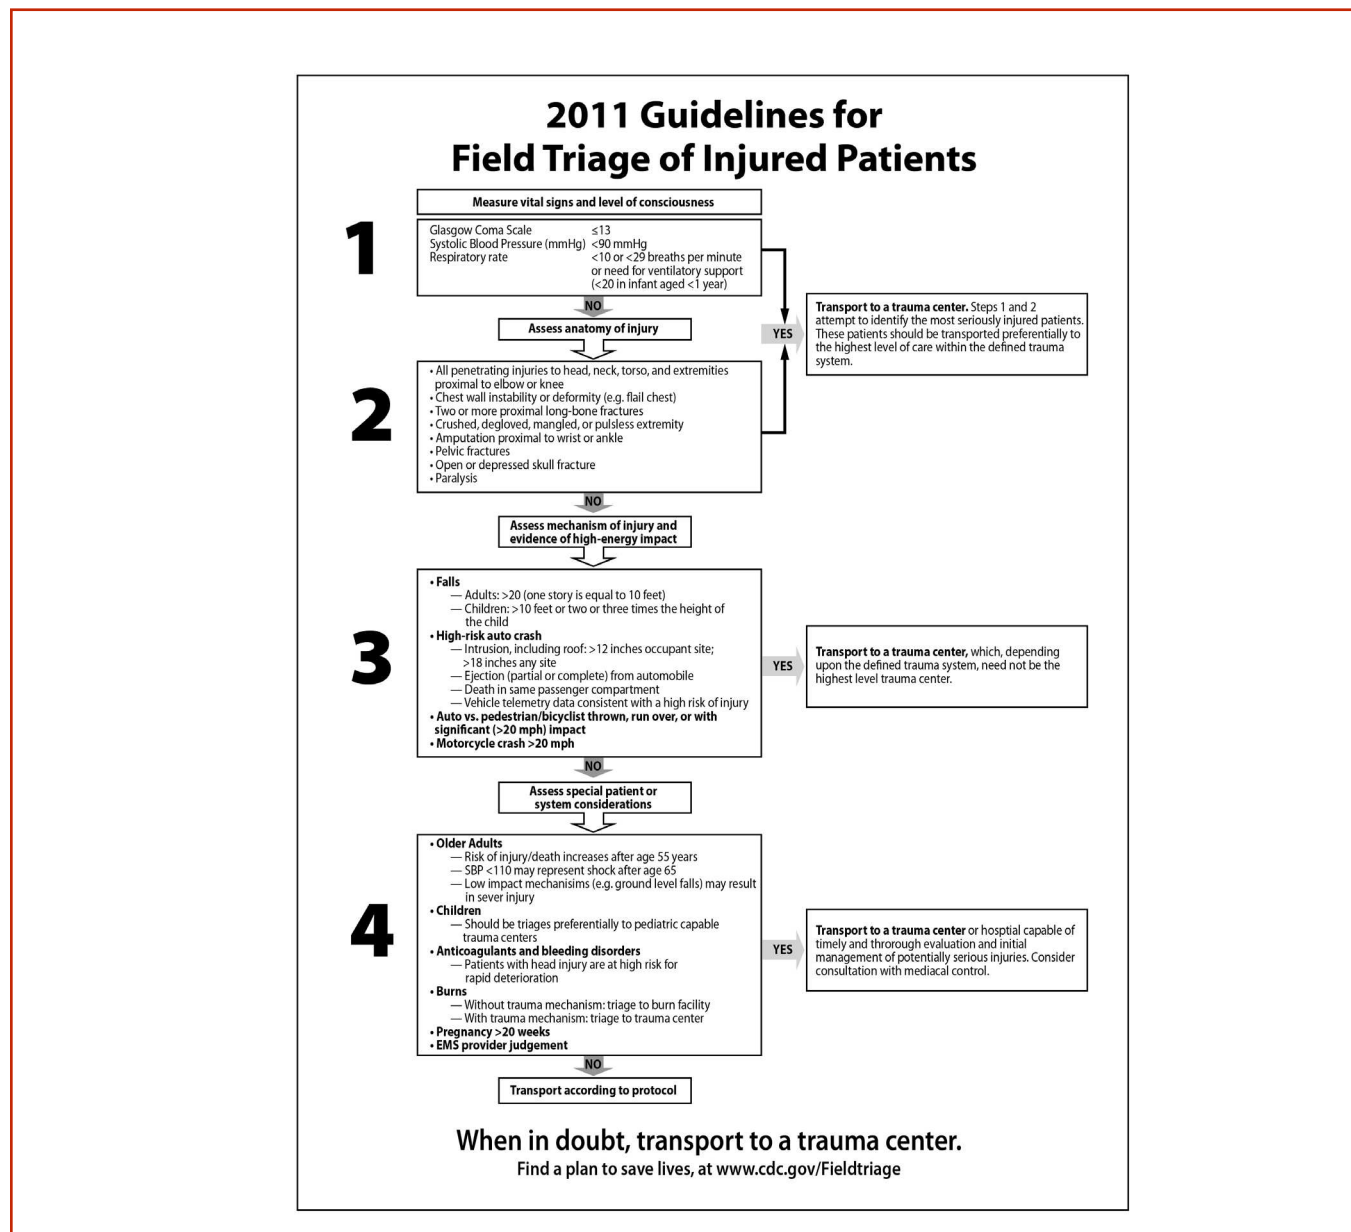 2011 Guidelines for
Field Triage of Injured Patients
Measure vital signs and level of consciousness
1
Glasgow Coma Scale ≤13
Systolic Blood Pressure (mmHg) <90 mmHg
Respiratory rate <10 or <29 breaths per minute
or need for ventilatory support
(<20 in infant aged <1 year)
NO
Assess anatomy of injury
YES
Transport to a trauma center. Steps 1 and 2
attempt to identify the most seriously injured patients.
These patients should be transported preferentially to
the highest level of care within the defined trauma
system.
2
• All penetrating injuries to head, neck, torso, and extremities
proximal to elbow or knee
• Chest wall instability or deformity (e.g. flail chest)
• Two or more proximal long-bone fractures
• Crushed, degloved, mangled, or pulsless extremity
• Amputation proximal to wrist or ankle
• Pelvic fractures
• Open or depressed skull fracture
• Paralysis
NO
Assess mechanism of injury and
evidence of high-energy impact
3
• Falls
— Adults: >20 (one story is equal to 10 feet)
— Children: >10 feet or two or three times the height of
the child
• High-risk auto crash
— Intrusion, including roof: >12 inches occupant site;
>18 inches any site
— Ejection (partial or complete) from automobile
— Death in same passenger compartment
— Vehicle telemetry data consistent with a high risk of injury
• Auto vs. pedestrian/bicyclist thrown, run over, or with
significant (>20 mph) impact
• Motorcycle crash >20 mph
YES
Transport to a trauma center, which, depending
upon the defined trauma system, need not be the
highest level trauma center.
NO
Assess special patient or
system considerations
4
• Older Adults
— Risk of injury/death increases after age 55 years
— SBP <110 may represent shock after age 65
— Low impact mechanisims (e.g. ground level falls) may result
in sever injury
• Children
— Should be triages preferentially to pediatric capable
trauma centers
• Anticoagulants and bleeding disorders
— Patients with head injury are at high risk for
rapid deterioration
• Burns
— Without trauma mechanism: triage to burn facility
— With trauma mechanism: triage to trauma center
• Pregnancy >20 weeks
• EMS provider judgement
YES
Transport to a trauma center or hosptial capable of
timely and throrough evaluation and initial
management of potentially serious injuries. Consider
consultation with mediacal control.
NO
Transport according to protocol
When in doubt, transport to a trauma center.
Find a plan to save lives, at www.cdc.gov/Fieldtriage